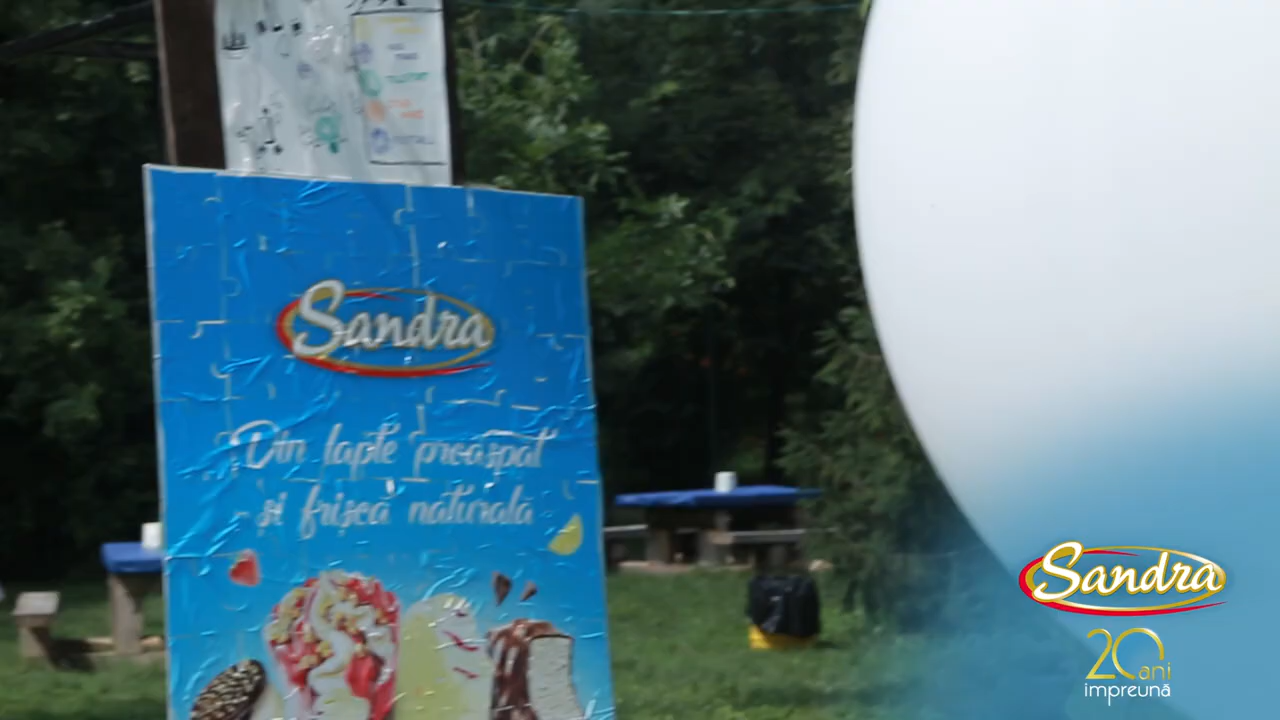 Sandra
Din lapte proaspăt
și frișcă naturală
Sandra
20 ani
împreună